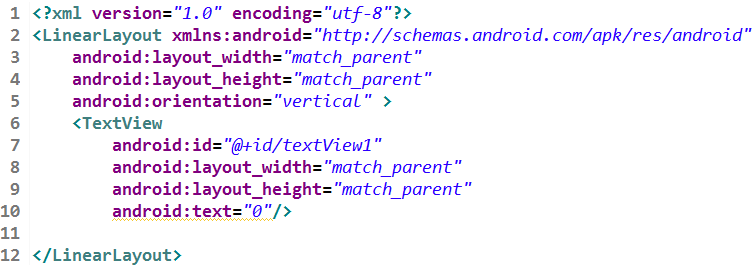 1 <?xml version="1.0" encoding="utf-8"?>
2 <LinearLayout xmlns:android="http://schemas.android.com/apk/res/android"
3 android:layout_width="match_parent"
4 android:layout_height="match_parent"
5 android:orientation="vertical" >
6 <TextView
7 android:id="@+id/textView1"
8 android:layout_width="match_parent"
9 android:layout_height="match_parent"
10 android:text="0"/>
11
12 </LinearLayout>